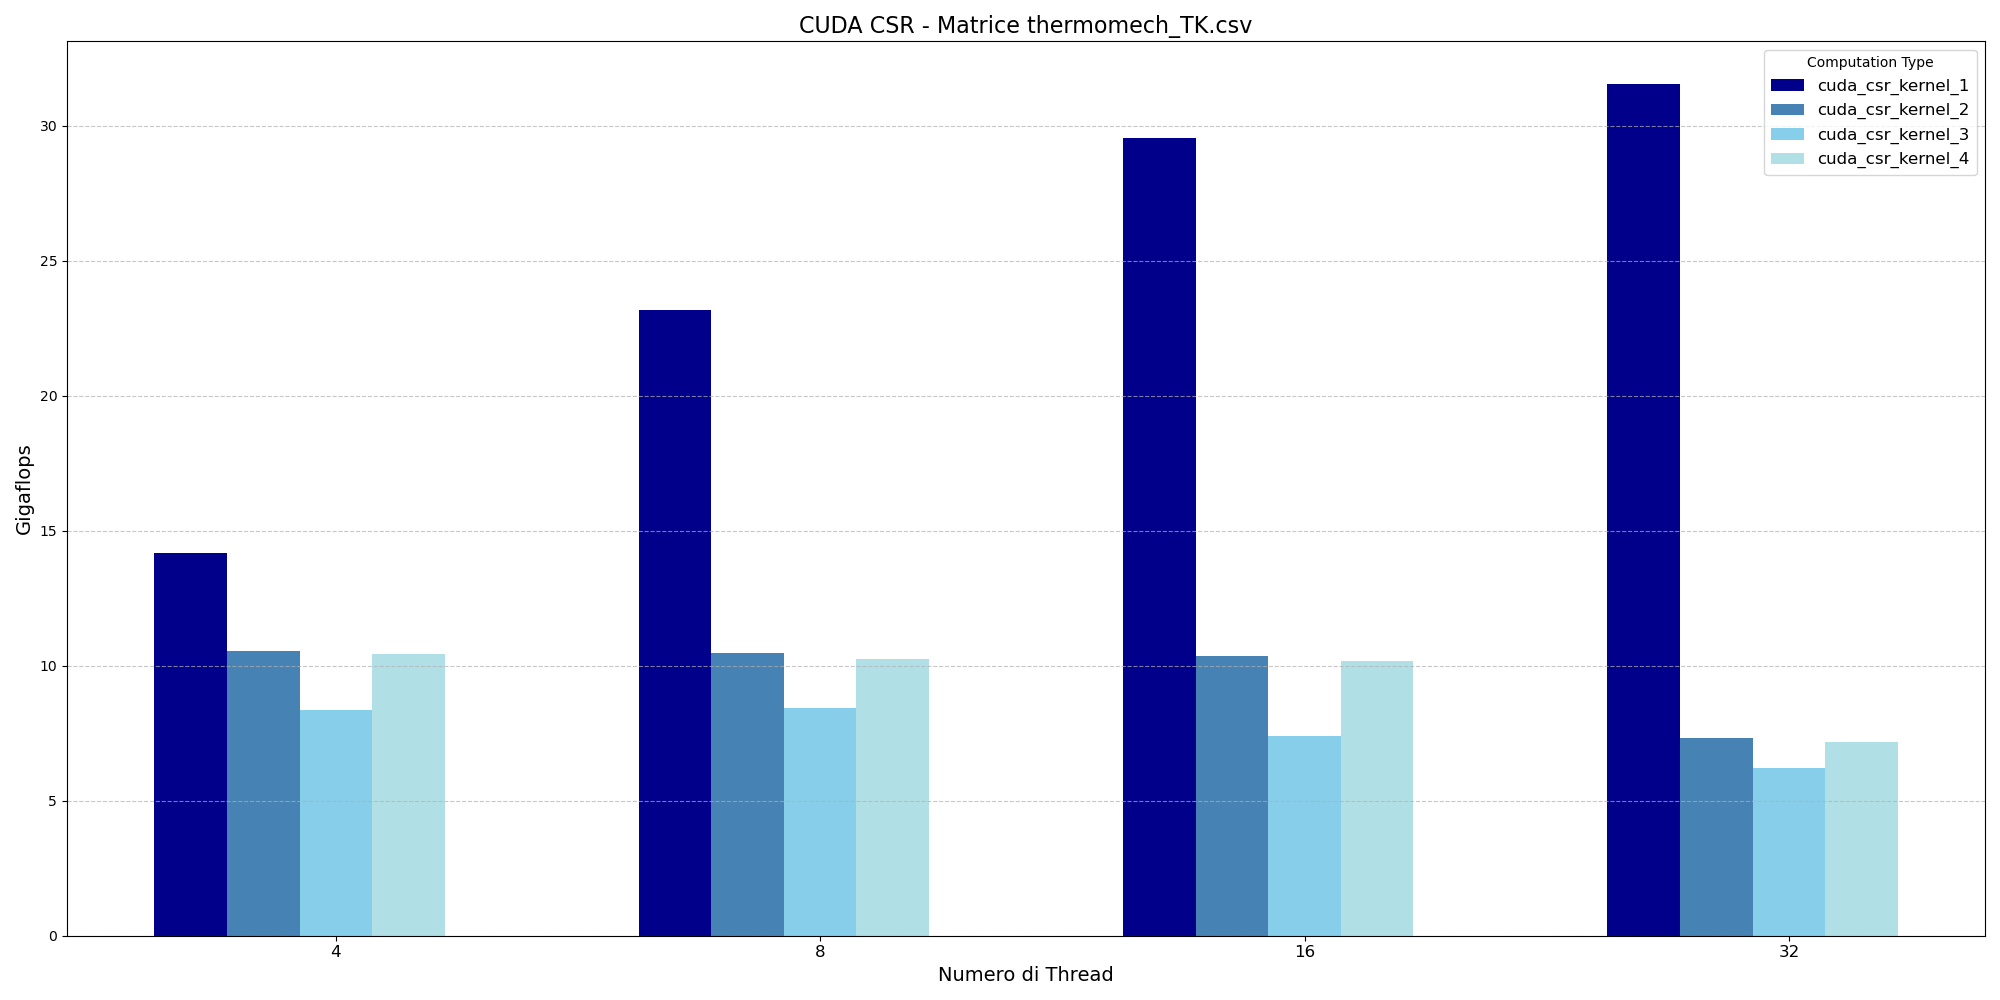 CUDA CSR - Matrice thermomech_TK.csv
Computation Type
cuda_csr_kernel_1
cuda_csr_kernel_2
cuda_csr_kernel_3
cuda_csr_kernel_4
Gigaflops
30
25
20
15
10
5
0
4 8 16 32
Numero di Thread